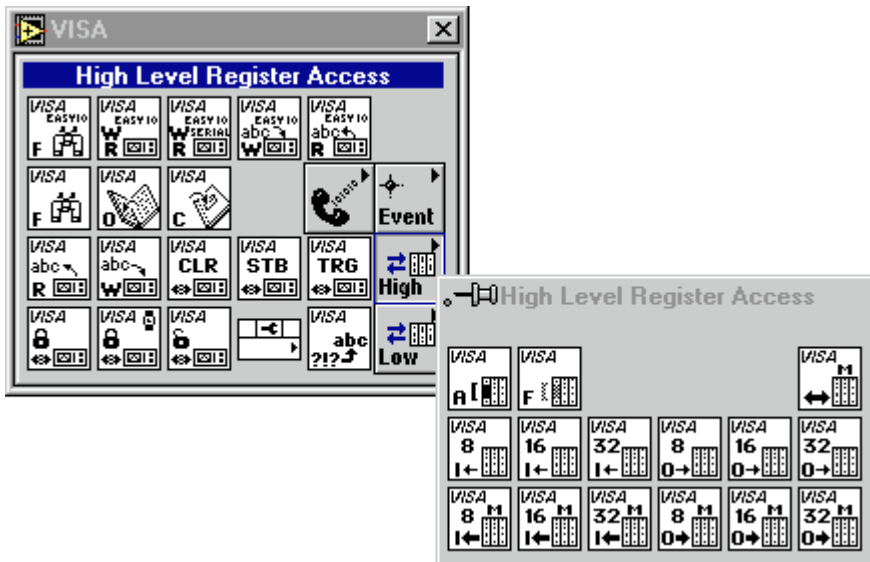 VISA
High Level Register Access
VISA EASY IO F
VISA EASY IO W R
VISA EASY IO W SERIAL R
VISA EASY IO abc W
VISA EASY IO abc R
VISA F
VISA O
VISA C
Event
VISA abc R
VISA abc W
VISA CLR
VISA STB
VISA TRG
High
VISA
VISA
VISA
VISA abc ?!?
Low
High Level Register Access
VISA A
VISA F
VISA M
VISA 8 I
VISA 16 I
VISA 32 I
VISA 8 O
VISA 16 O
VISA 32 O
VISA 8 M I
VISA 16 M I
VISA 32 M I
VISA 8 M O
VISA 16 M O
VISA 32 M O